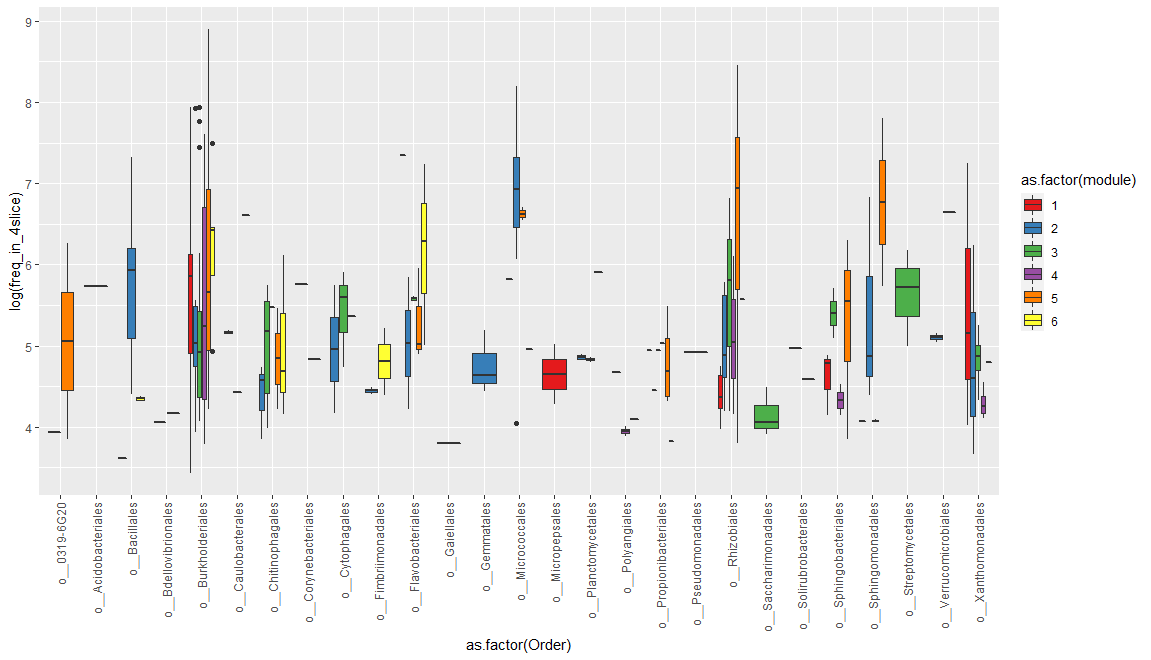 9
8
7
6
5
4
log(freq_in_4slice)
o__0319-6G20
o__Acidobacteriales
o__Bacillales
o__Bdellovibrionales
o__Burkholderiales
o__Caulobacterales
o__Chitinophagales
o__Corynebacteriales
o__Cytophagales
o__Fimbriimonadales
o__Flavobacteriales
o__Gaiellales
o__Gemmatales
o__Micrococcales
o__Micropepsales
o__Planctomycetales
o__Polyangiales
o__Propionibacteriales
o__Pseudomonadales
o__Rhizobiales
o__Saccharimonadales
o__Solirubrobacterales
o__Sphingobacteriales
o__Sphingomonadales
o__Streptomycetales
o__Verrucomicrobiales
o__Xanthomonadales
as.factor(Order)
as.factor(module)
1
2
3
4
5
6